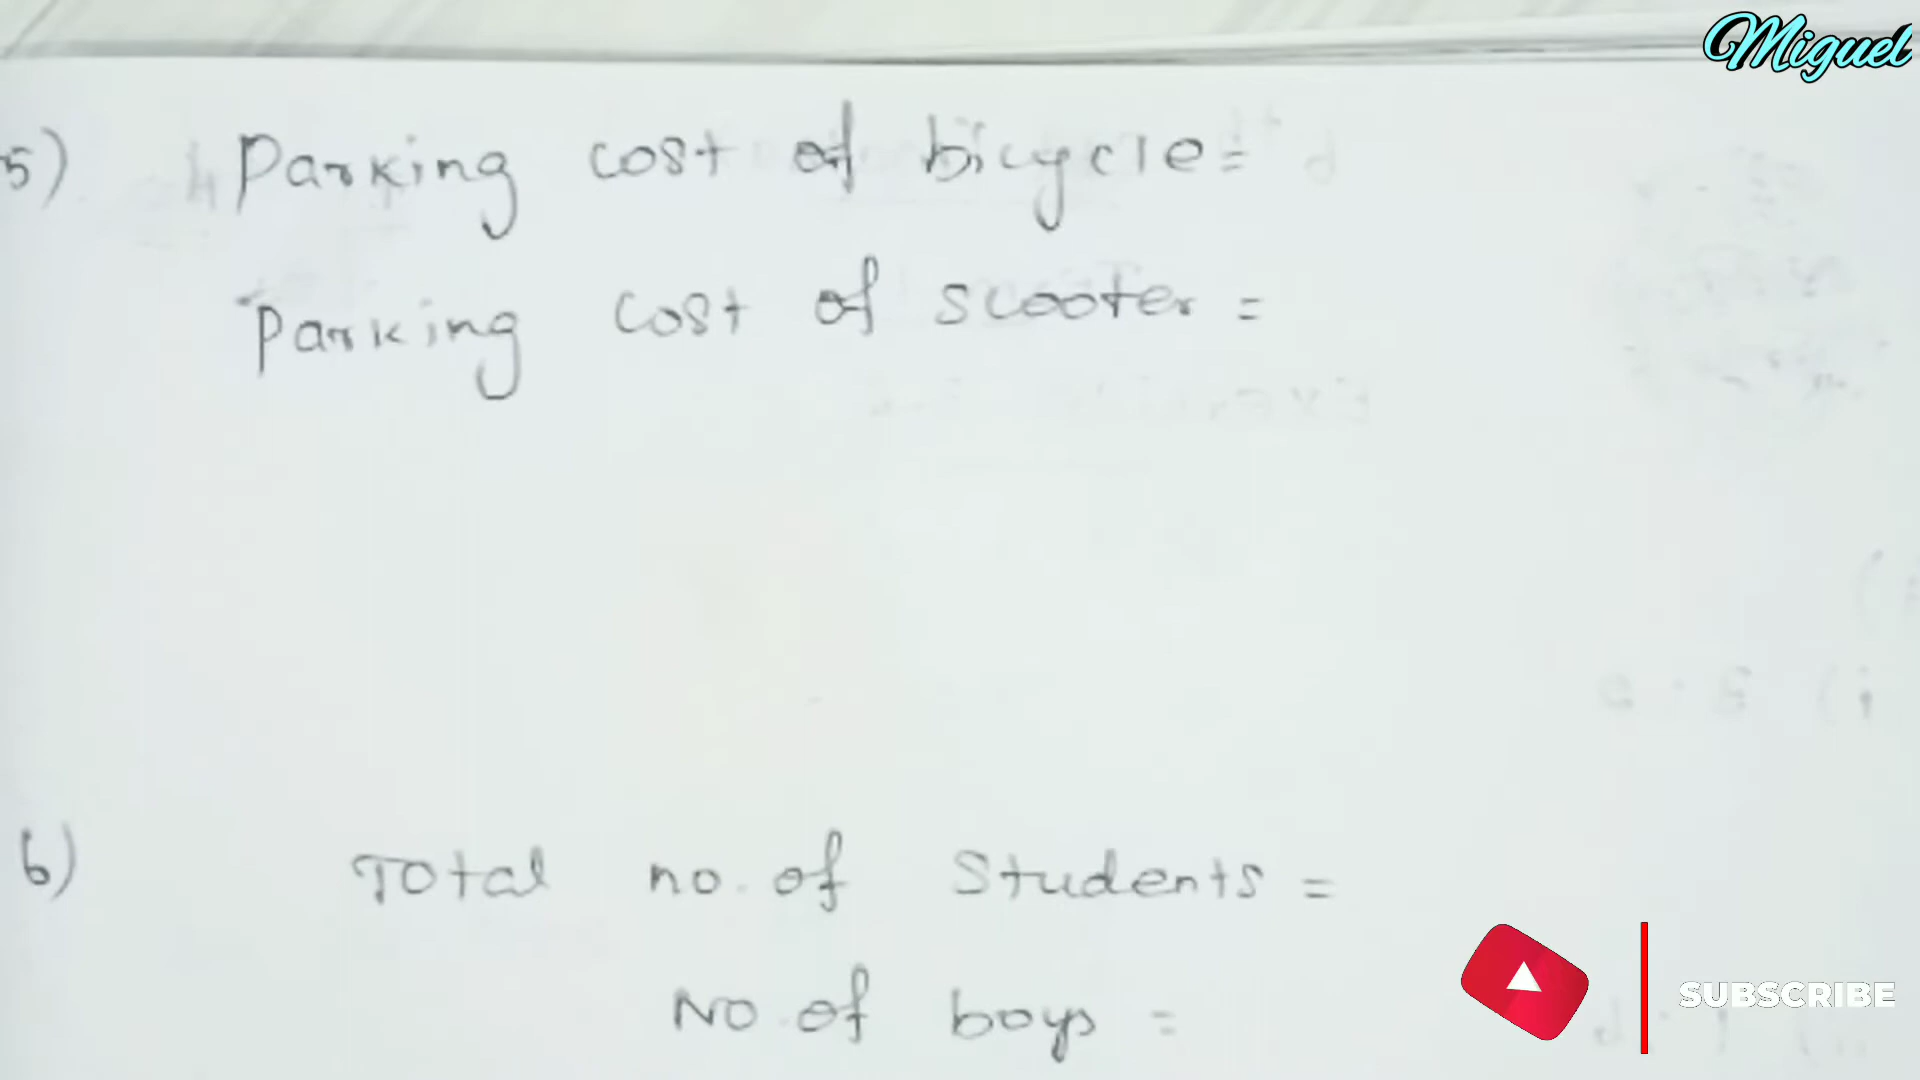 Miguel
5) Parking cost of bicycle=
Parking cost of scooter =
6) Total no. of Students =
No. of boys =
SUBSCRIBE